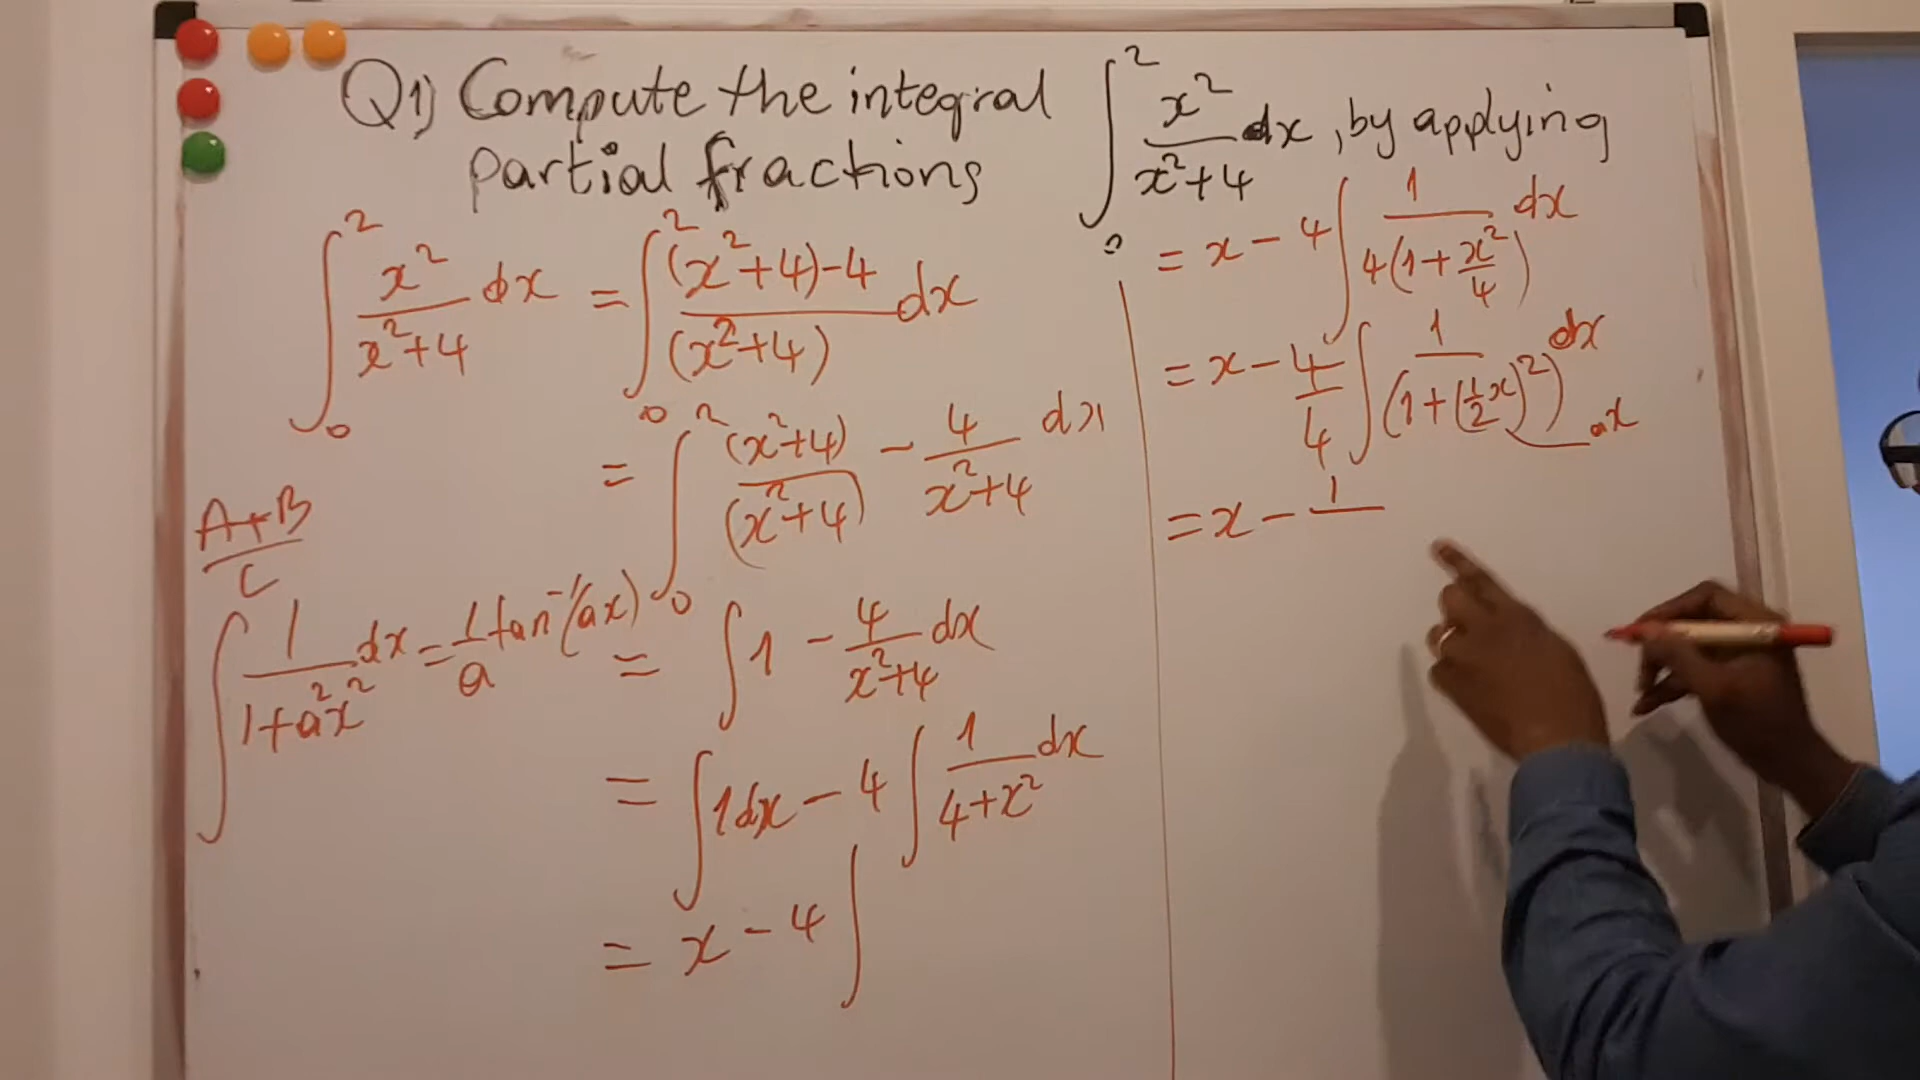 Q1) Compute the integral ∫₀² x²/(x²+4) dx, by applying
partial fractions
∫₀² x²/(x²+4) dx = ∫₀² ((x²+4)-4)/(x²+4) dx
= ∫₀² (x²+4)/(x²+4) - 4/(x²+4) dx
(A+B)/C
∫ 1/(1+a²x²) dx = 1/a tan⁻¹(ax)
= ∫ 1 - 4/(x²+4) dx
= ∫ 1dx - 4 ∫ 1/(4+x²) dx
= x - 4 ∫
= x - 4 ∫ 1/(4(1+x²/4)) dx
= x - 4/4 ∫ 1/(1+(½x)²) dx
ax
= x - 1/